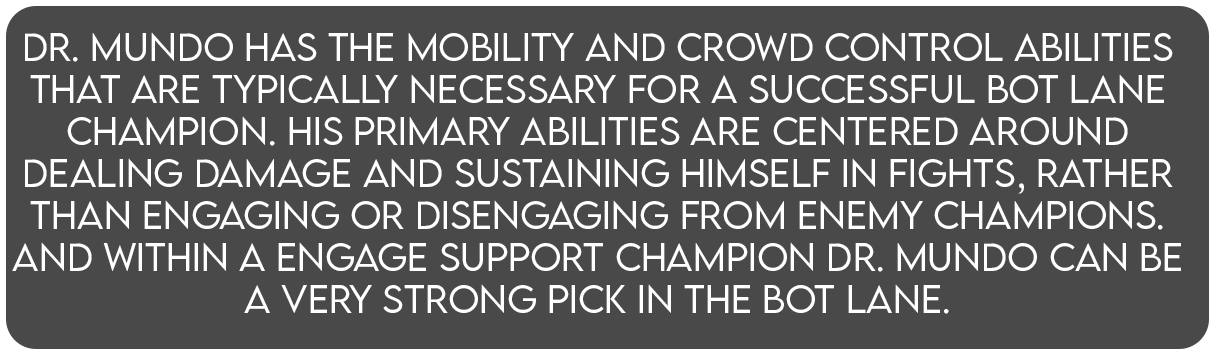 DR. MUNDO HAS THE MOBILITY AND CROWD CONTROL ABILITIES
THAT ARE TYPICALLY NECESSARY FOR A SUCCESSFUL BOT LANE
CHAMPION. HIS PRIMARY ABILITIES ARE CENTERED AROUND
DEALING DAMAGE AND SUSTAINING HIMSELF IN FIGHTS, RATHER
THAN ENGAGING OR DISENGAGING FROM ENEMY CHAMPIONS.
AND WITHIN A ENGAGE SUPPORT CHAMPION DR. MUNDO CAN BE
A VERY STRONG PICK IN THE BOT LANE.